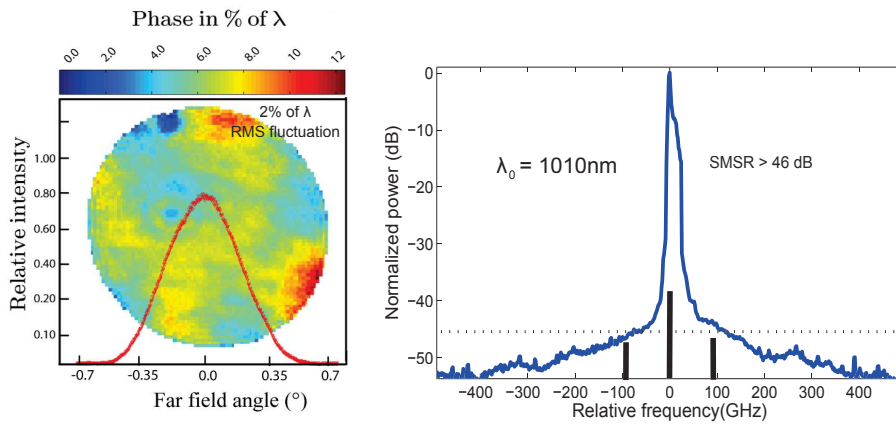 Phase in % of λ
0.0 2.0 4.0 6.0 8.0 10 12
2% of λ
RMS fluctuation
Relative intensity
1.00
0.80
0.60
0.40
0.20
0.10
-0.7 -0.35 0.0 0.35 0.7
Far field angle (°)
Normalized power (dB)
0
−10
−20
−30
−40
−50
λ₀ = 1010nm
SMSR > 46 dB
−400 −300 −200 −100 0 100 200 300 400
Relative frequency(GHz)